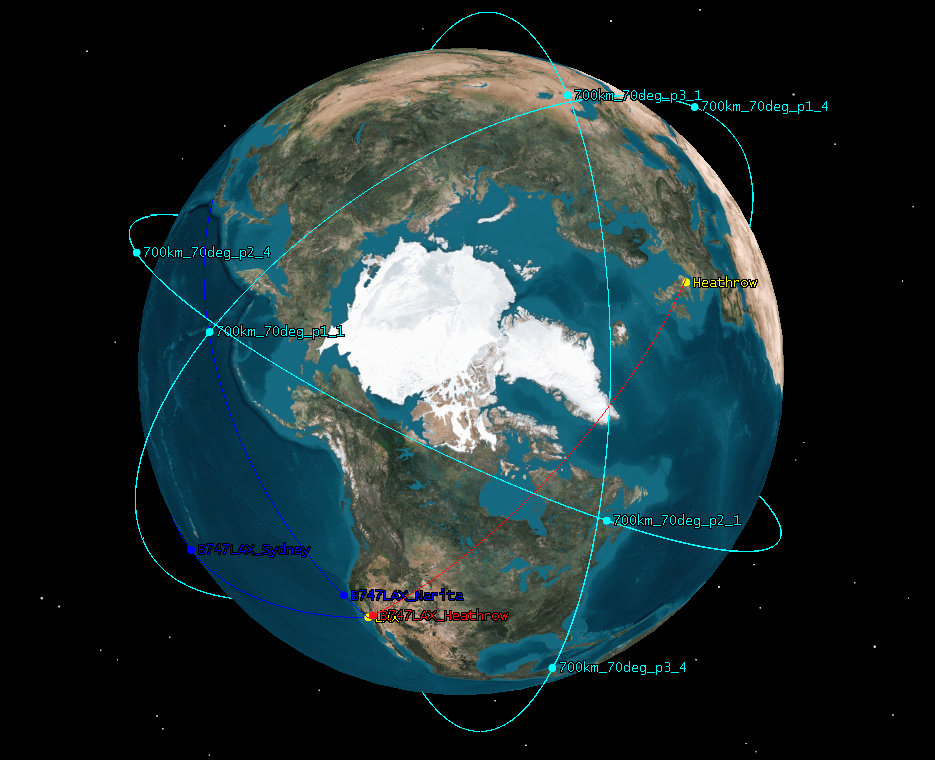 700km_70deg_p3_1
700km_70deg_p1_4
700km_70deg_p2_4
Heathrow
700km_70deg_p1_1
700km_70deg_p2_1
B747LAX_Sydney
B747LAX_Narita
B747LAX_Heathrow
700km_70deg_p3_4